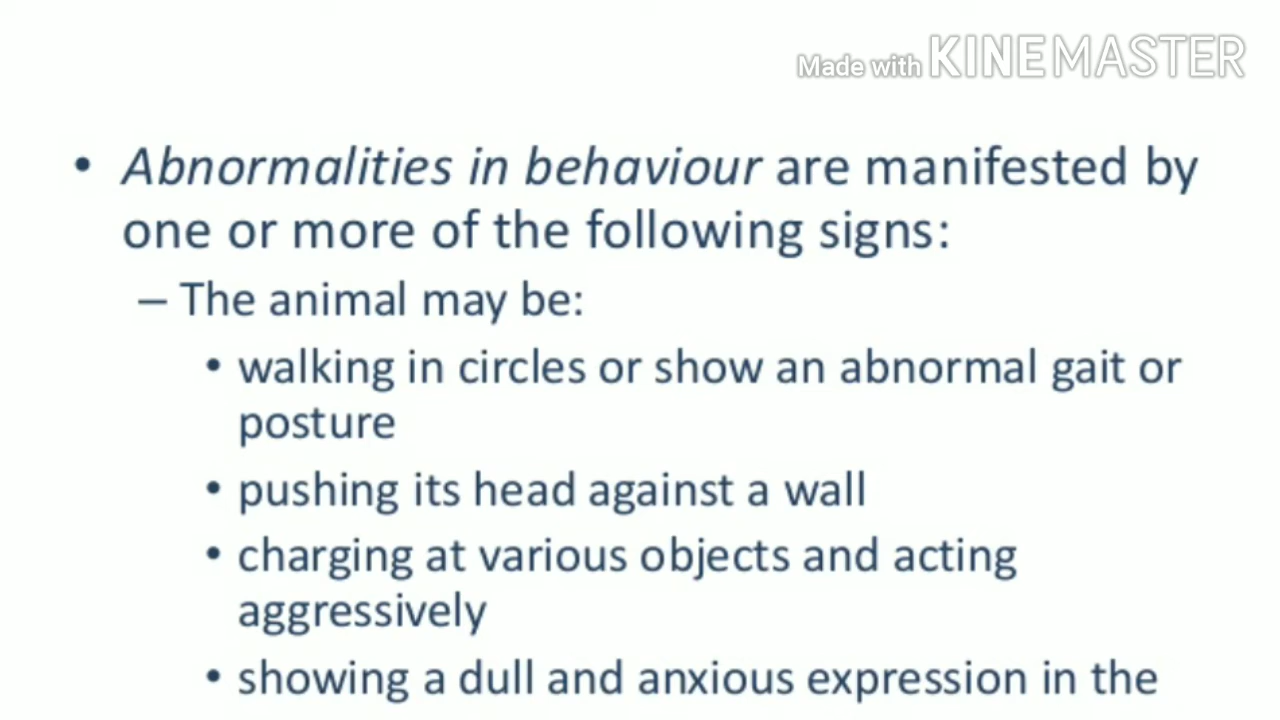 Made with KINEMASTER
• Abnormalities in behaviour are manifested by
one or more of the following signs:
– The animal may be:
• walking in circles or show an abnormal gait or
posture
• pushing its head against a wall
• charging at various objects and acting
aggressively
• showing a dull and anxious expression in the